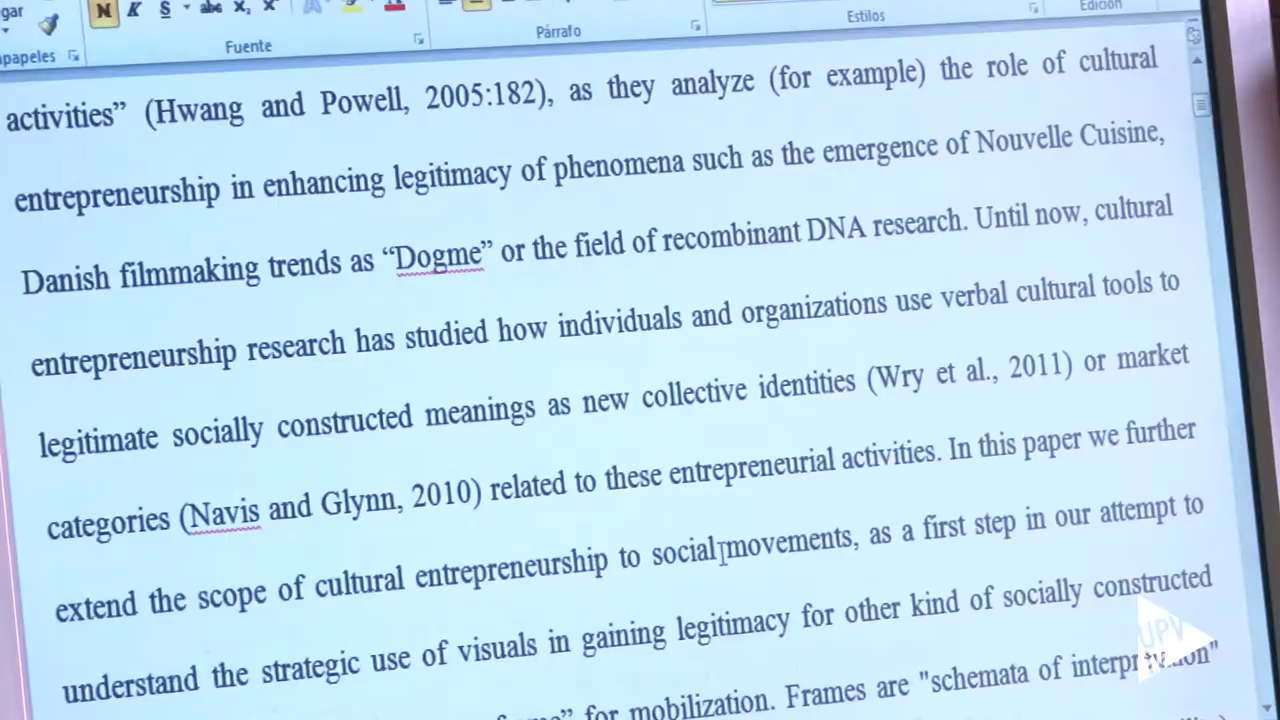 gar
N K S abc x, x A
papeles
Fuente
Párrafo
Estilos
Edición
activities” (Hwang and Powell, 2005:182), as they analyze (for example) the role of cultural
entrepreneurship in enhancing legitimacy of phenomena such as the emergence of Nouvelle Cuisine,
Danish filmmaking trends as “Dogme” or the field of recombinant DNA research. Until now, cultural
entrepreneurship research has studied how individuals and organizations use verbal cultural tools to
legitimate socially constructed meanings as new collective identities (Wry et al., 2011) or market
categories (Navis and Glynn, 2010) related to these entrepreneurial activities. In this paper we further
extend the scope of cultural entrepreneurship to social movements, as a first step in our attempt to
understand the strategic use of visuals in gaining legitimacy for other kind of socially constructed
for mobilization. Frames are "schemata of interpretation"
UPV
tv